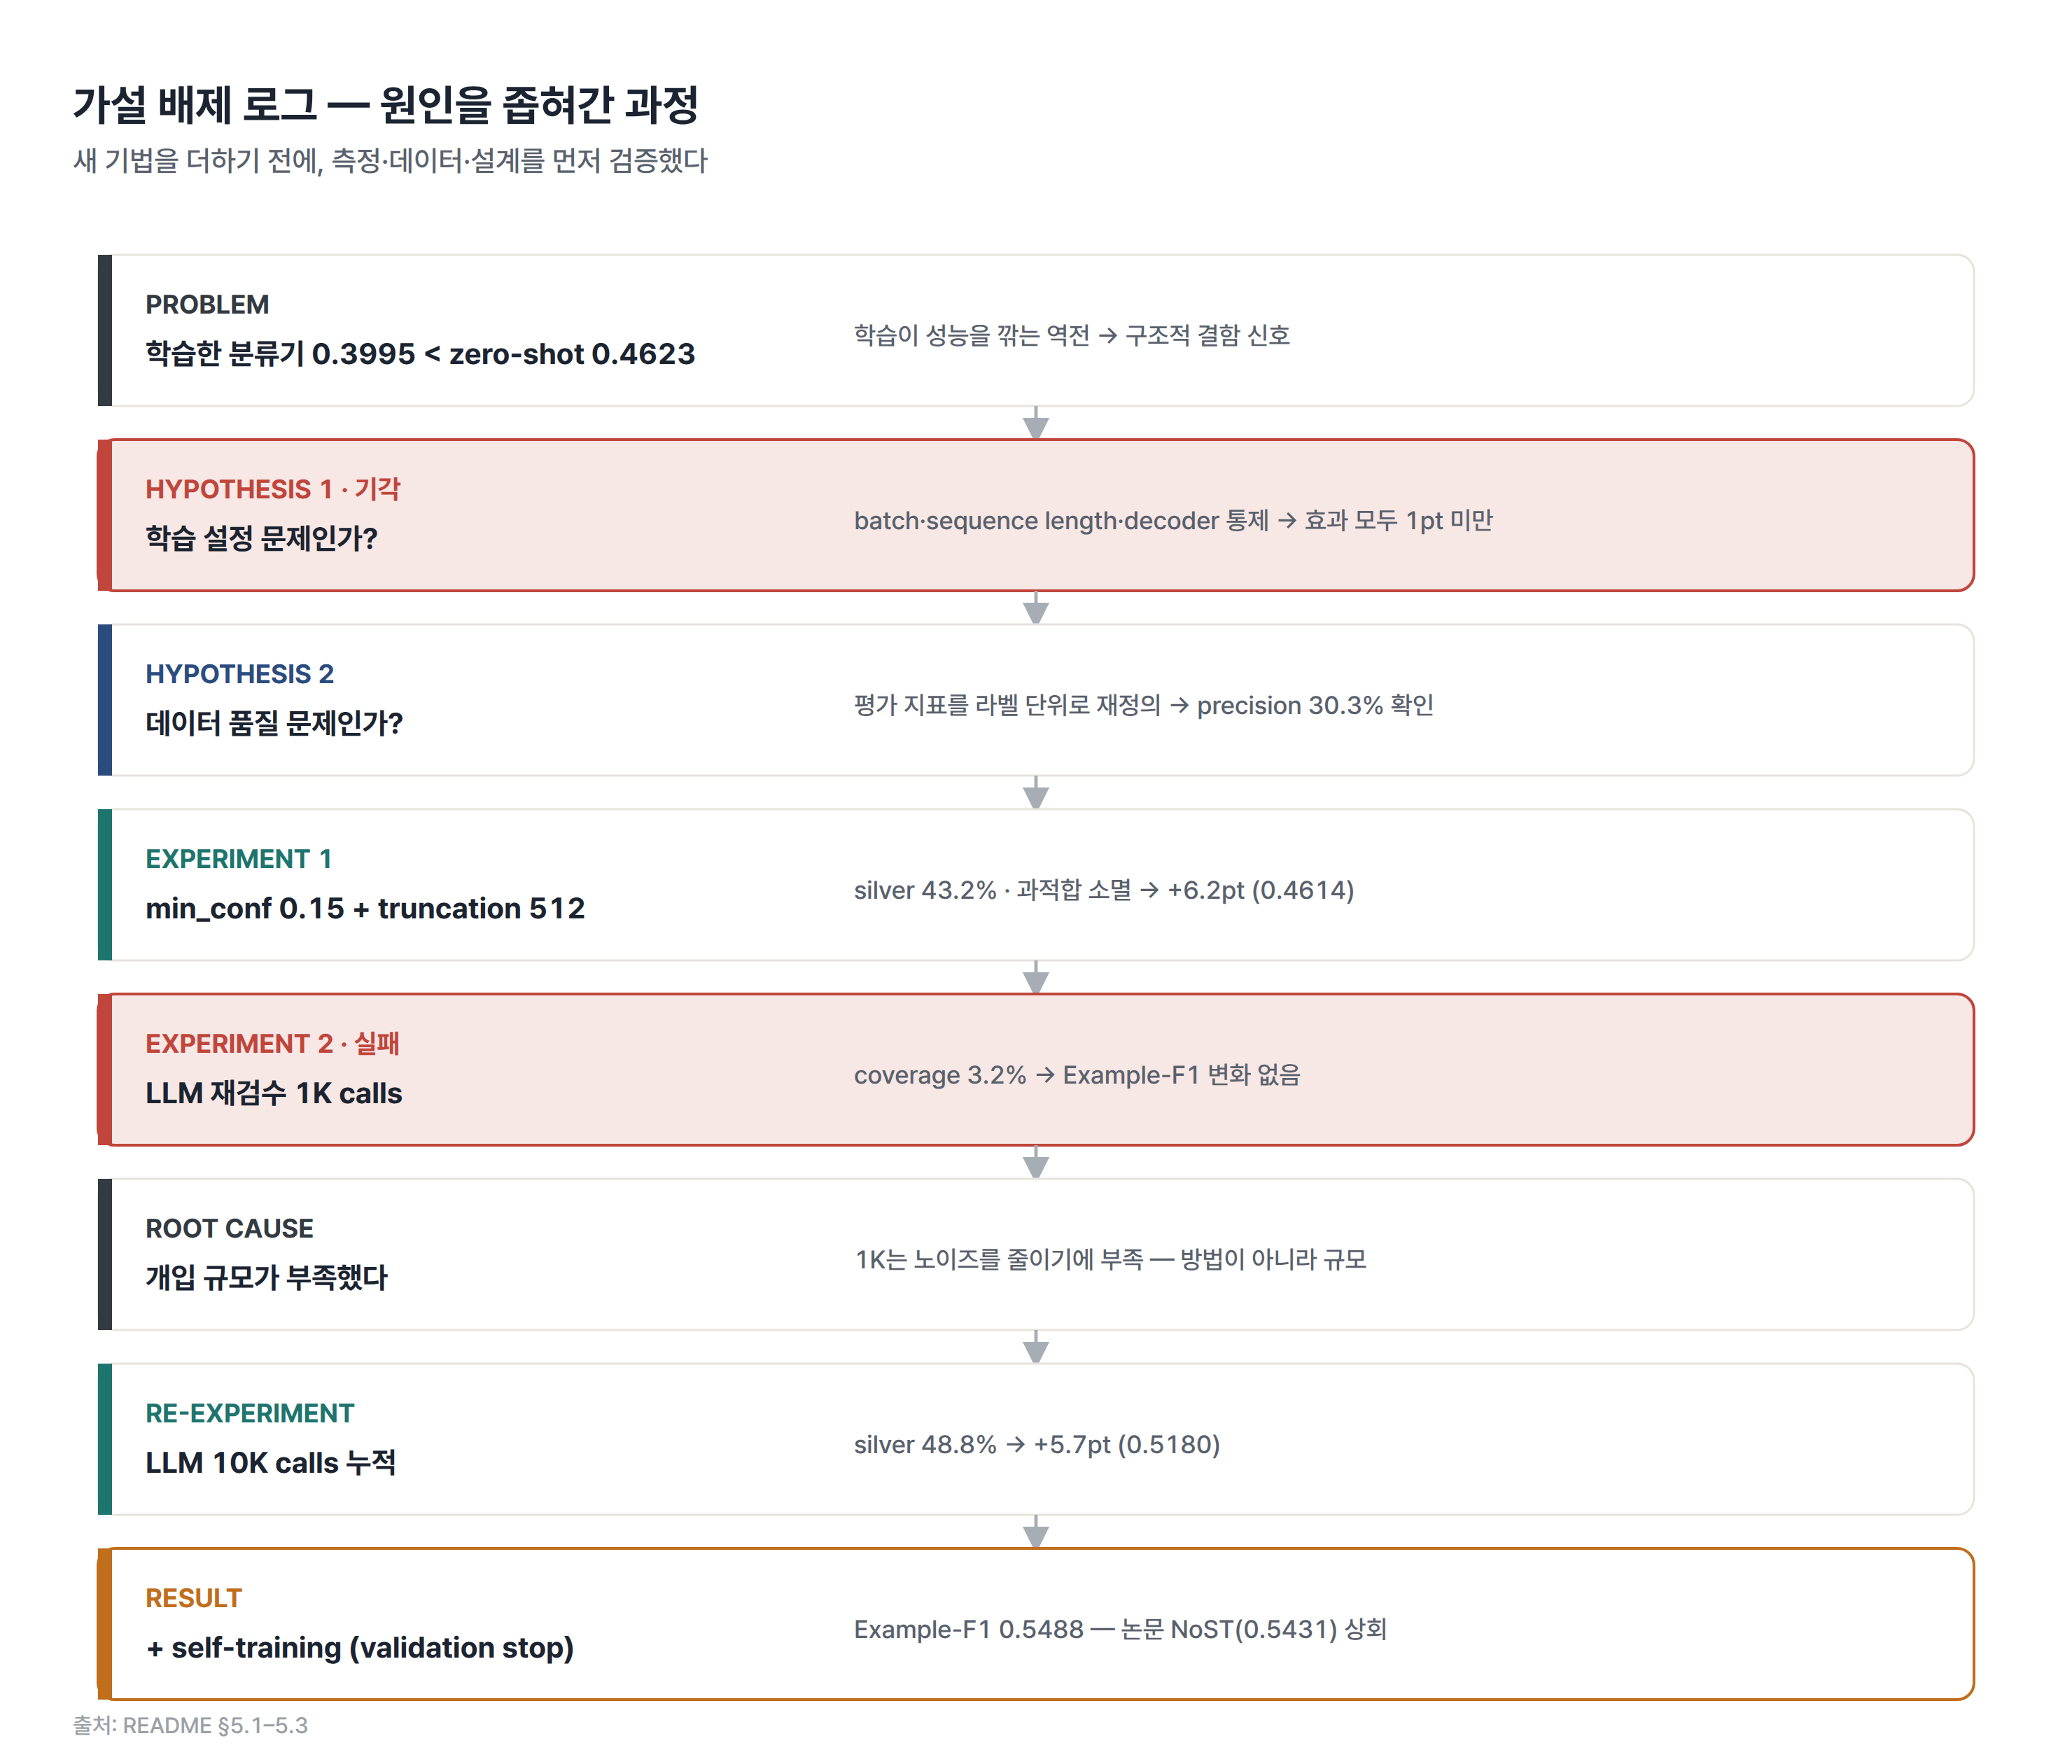 가설 배제 로그 — 원인을 좁혀간 과정
새 기법을 더하기 전에, 측정·데이터·설계를 먼저 검증했다
PROBLEM
학습한 분류기 0.3995 < zero-shot 0.4623
학습이 성능을 깎는 역전 → 구조적 결함 신호
HYPOTHESIS 1 · 기각
학습 설정 문제인가?
batch·sequence length·decoder 통제 → 효과 모두 1pt 미만
HYPOTHESIS 2
데이터 품질 문제인가?
평가 지표를 라벨 단위로 재정의 → precision 30.3% 확인
EXPERIMENT 1
min_conf 0.15 + truncation 512
silver 43.2% · 과적합 소멸 → +6.2pt (0.4614)
EXPERIMENT 2 · 실패
LLM 재검수 1K calls
coverage 3.2% → Example-F1 변화 없음
ROOT CAUSE
개입 규모가 부족했다
1K는 노이즈를 줄이기에 부족 — 방법이 아니라 규모
RE-EXPERIMENT
LLM 10K calls 누적
silver 48.8% → +5.7pt (0.5180)
RESULT
+ self-training (validation stop)
Example-F1 0.5488 — 논문 NoST(0.5431) 상회
출처: README §5.1–5.3